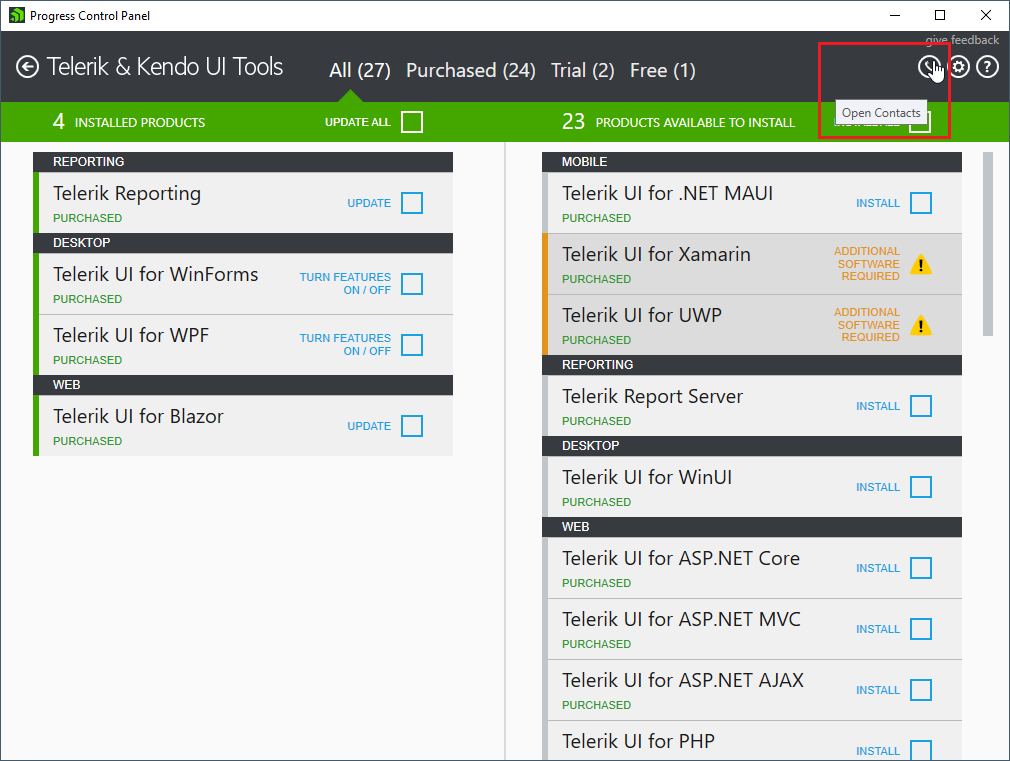 Progress Control Panel
give feedback
Telerik & Kendo UI Tools
All (27) Purchased (24) Trial (2) Free (1)
Open Contacts
4 INSTALLED PRODUCTS
UPDATE ALL
23 PRODUCTS AVAILABLE TO INSTALL
REPORTING
Telerik Reporting
PURCHASED
UPDATE
DESKTOP
Telerik UI for WinForms
PURCHASED
TURN FEATURES
ON / OFF
Telerik UI for WPF
PURCHASED
TURN FEATURES
ON / OFF
WEB
Telerik UI for Blazor
PURCHASED
UPDATE
MOBILE
Telerik UI for .NET MAUI
PURCHASED
INSTALL
Telerik UI for Xamarin
PURCHASED
ADDITIONAL
SOFTWARE
REQUIRED
Telerik UI for UWP
PURCHASED
ADDITIONAL
SOFTWARE
REQUIRED
REPORTING
Telerik Report Server
PURCHASED
INSTALL
DESKTOP
Telerik UI for WinUI
PURCHASED
INSTALL
WEB
Telerik UI for ASP.NET Core
PURCHASED
INSTALL
Telerik UI for ASP.NET MVC
PURCHASED
INSTALL
Telerik UI for ASP.NET AJAX
PURCHASED
INSTALL
Telerik UI for PHP
INSTALL